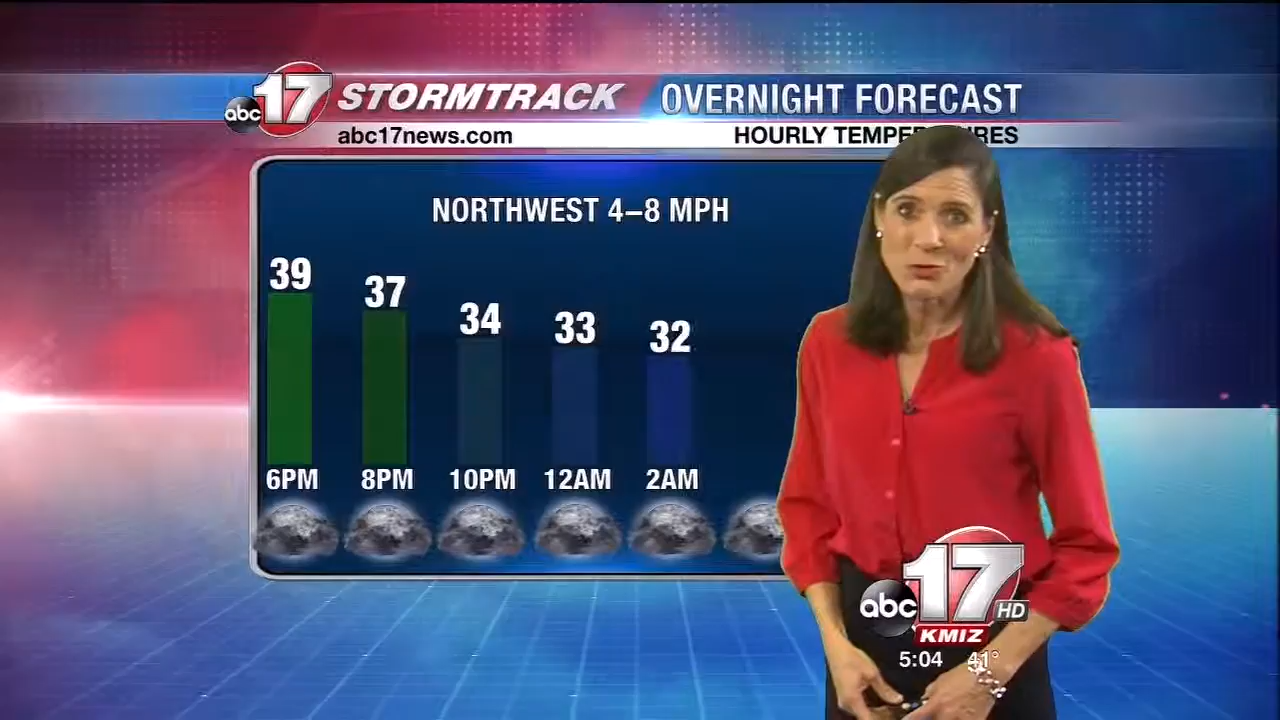 abc 17 STORMTRACK OVERNIGHT FORECAST
abc17news.com HOURLY
NORTHWEST 4–8 MPH
39 37 34 33 32
6PM 8PM 10PM 12AM 2AM
abc 17 HD
KMIZ
5:04 41°